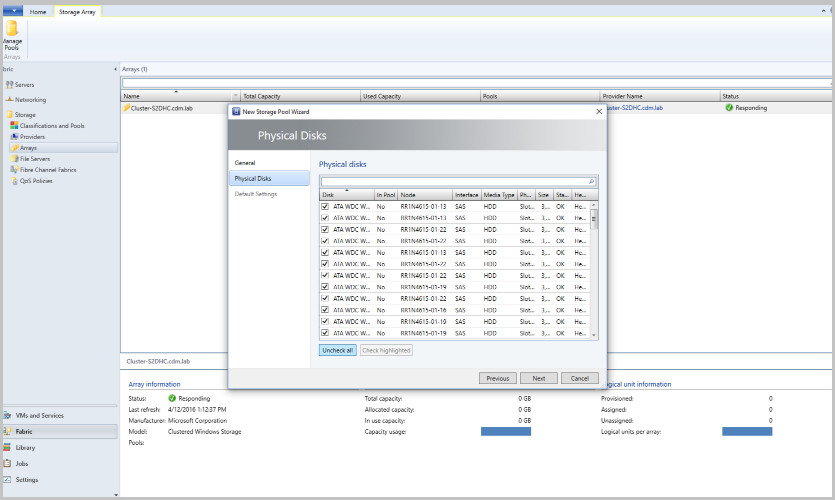 Home Storage Array
Manage
Pools
Arrays
Arrays (1)
Servers
Networking
Storage
Classifications and Pools
Providers
Arrays
File Servers
Fibre Channel Fabrics
QoS Policies
Name Total Capacity Used Capacity Pools Provider Name Status
Cluster-S2DHC.cdm.lab Responding
New Storage Pool Wizard
Physical Disks
General
Physical Disks
Default Settings
Physical disks
Disk In Pool Node Interface Media Type Ph... Size Sta... He...
ATA WDC W... No RR1N4615-01-13 SAS HDD Slot... 3,... OK He...
ATA WDC W... No RR1N4615-01-13 SAS HDD Slot... 3,... OK He...
ATA WDC W... No RR1N4615-01-22 SAS HDD Slot... 3,... OK He...
ATA WDC W... No RR1N4615-01-22 SAS HDD Slot... 3,... OK He...
ATA WDC W... No RR1N4615-01-13 SAS HDD Slot... 3,... OK He...
ATA WDC W... No RR1N4615-01-22 SAS HDD Slot... 3,... OK He...
ATA WDC W... No RR1N4615-01-22 SAS HDD Slot... 3,... OK He...
ATA WDC W... No RR1N4615-01-19 SAS HDD Slot... 3,... OK He...
ATA WDC W... No RR1N4615-01-22 SAS HDD Slot... 3,... OK He...
ATA WDC W... No RR1N4615-01-16 SAS HDD Slot... 3,... OK He...
ATA WDC W... No RR1N4615-01-19 SAS HDD Slot... 3,... OK He...
ATA WDC W... No RR1N4615-01-19 SAS HDD Slot... 3,... OK He...
Uncheck all Check highlighted
Previous Next Cancel
Cluster-S2DHC.cdm.lab
Array information
Status: Responding
Last refresh: 4/12/2016 1:12:37 PM
Manufacturer: Microsoft Corporation
Model: Clustered Windows Storage
Pools:
Total capacity: 0 GB
Allocated capacity: 0 GB
In use capacity: 0 GB
Capacity usage:
Logical unit information
Provisioned: 0
Assigned: 0
Unassigned: 0
Logical units per array:
VMs and Services
Fabric
Library
Jobs
Settings